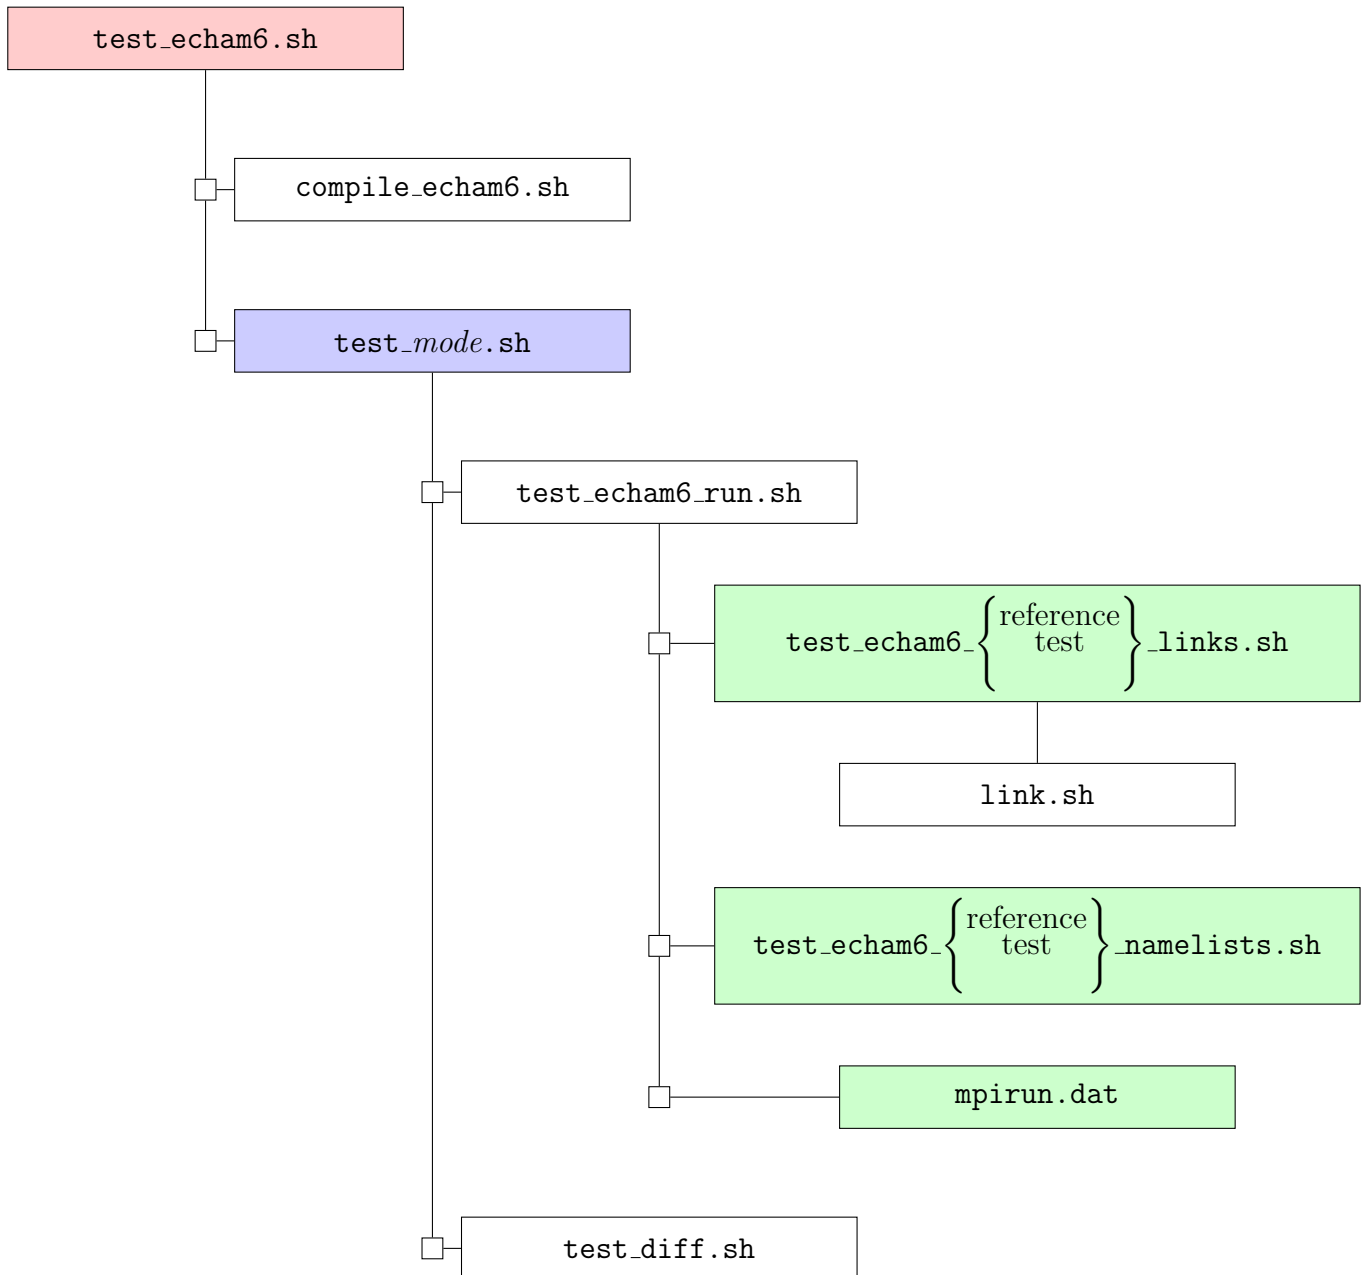 test_echam6.sh
compile_echam6.sh
test_mode.sh
test_echam6_run.sh
test_echam6_{reference
test}_links.sh
link.sh
test_echam6_{reference
test}_namelists.sh
mpirun.dat
test_diff.sh